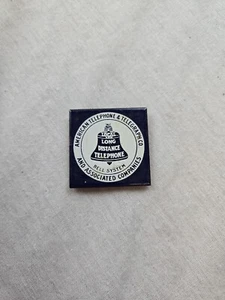 AMERICAN TELEPHONE & TELEGRAPH CO
AND ASSOCIATED COMPANIES
LONG
DISTANCE
TELEPHONE
BELL SYSTEM